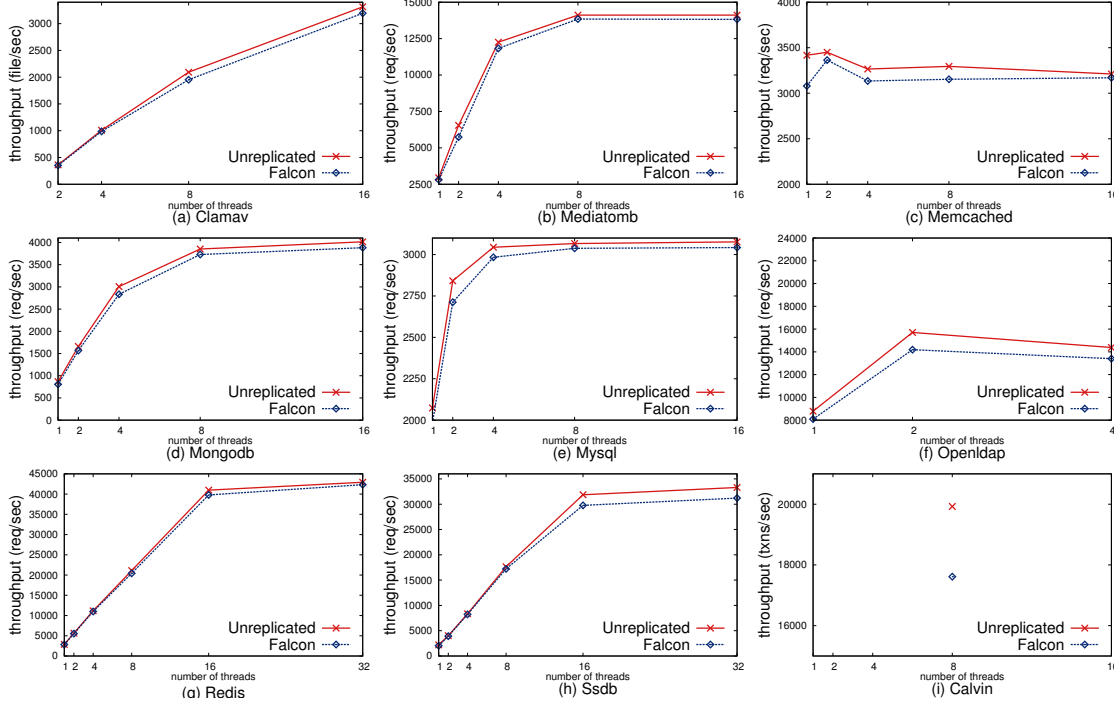 throughput (file/sec)
3000
2500
2000
1500
1000
500
0
Unreplicated
Falcon
2 4 8 16
number of threads
(a) Clamav
throughput (req/sec)
15000
12500
10000
7500
5000
2500
Unreplicated
Falcon
1 2 4 8 16
number of threads
(b) Mediatomb
throughput (req/sec)
4000
3500
3000
2500
2000
Unreplicated
Falcon
1 2 4 8 16
number of threads
(c) Memcached
throughput (req/sec)
4000
3500
3000
2500
2000
1500
1000
500
0
Unreplicated
Falcon
1 2 4 8 16
number of threads
(d) Mongodb
throughput (req/sec)
3000
2750
2500
2250
2000
Unreplicated
Falcon
1 2 4 8 16
number of threads
(e) Mysql
throughput (req/sec)
24000
22000
20000
18000
16000
14000
12000
10000
8000
Unreplicated
Falcon
1 2 4
number of threads
(f) Openldap
throughput (req/sec)
45000
40000
35000
30000
25000
20000
15000
10000
5000
0
Unreplicated
Falcon
1 2 4 8 16 32
number of threads
(g) Redis
throughput (req/sec)
35000
30000
25000
20000
15000
10000
5000
0
Unreplicated
Falcon
1 2 4 8 16 32
number of threads
(h) Ssdb
throughput (txns/sec)
20000
18000
16000
Unreplicated
Falcon
1 2 4 8 16
number of threads
(i) Calvin